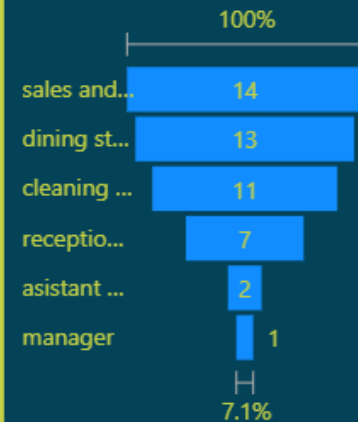 100%
sales and... 14
dining st... 13
cleaning ... 11
receptio... 7
asistant ... 2
manager 1
7.1%